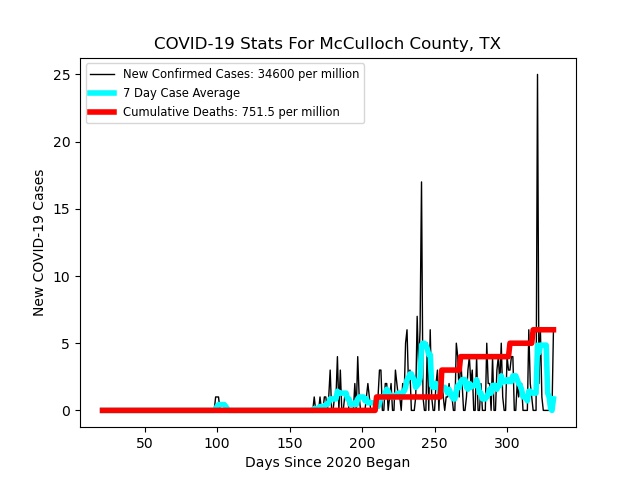 COVID-19 Stats For McCulloch County, TX
New Confirmed Cases: 34600 per million
7 Day Case Average
Cumulative Deaths: 751.5 per million
New COVID-19 Cases
25
20
15
10
5
0
50 100 150 200 250 300
Days Since 2020 Began